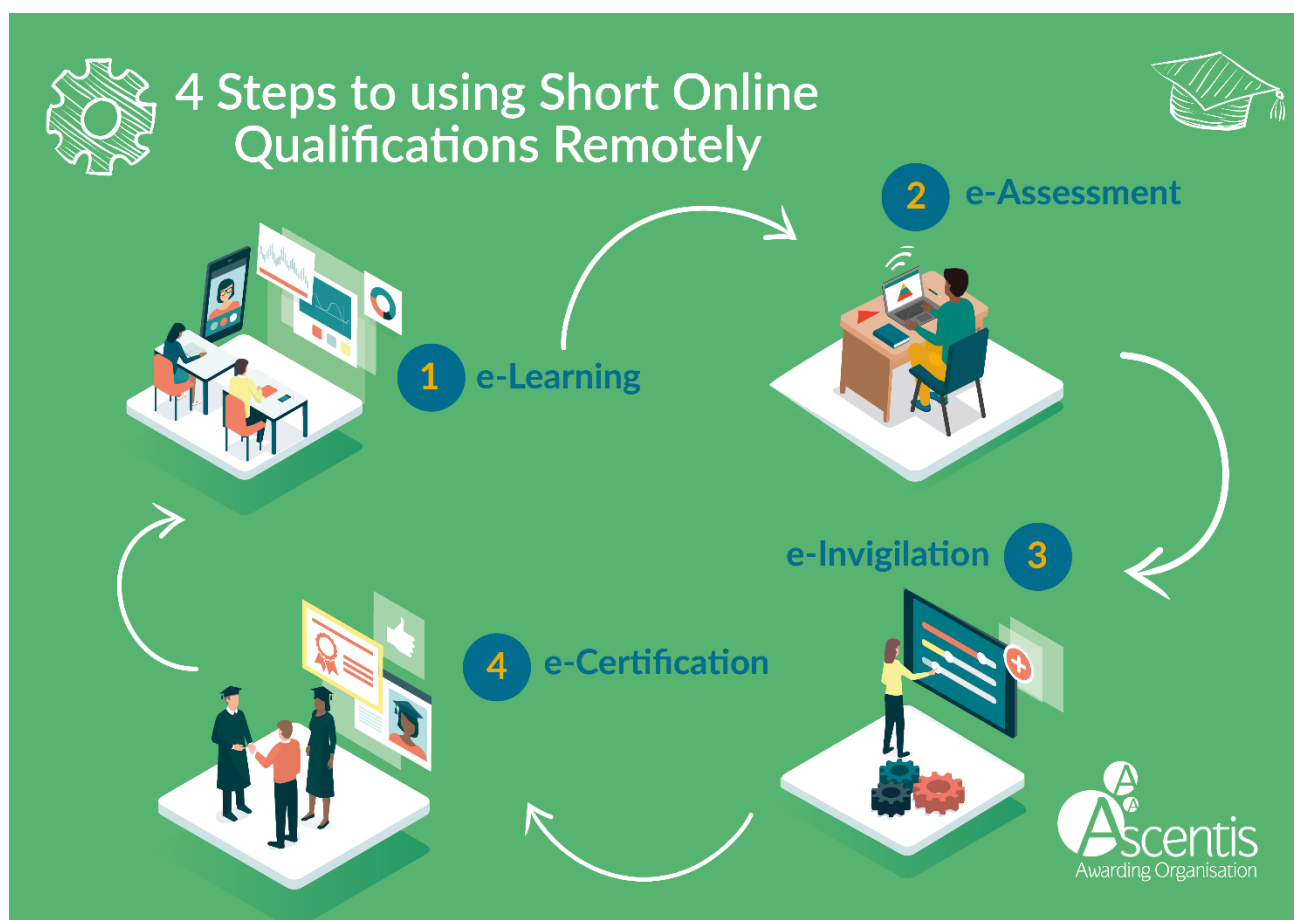 4 Steps to using Short Online
Qualifications Remotely
1 e-Learning
2 e-Assessment
e-Invigilation 3
4 e-Certification
A
A
Ascentis
Awarding Organisation